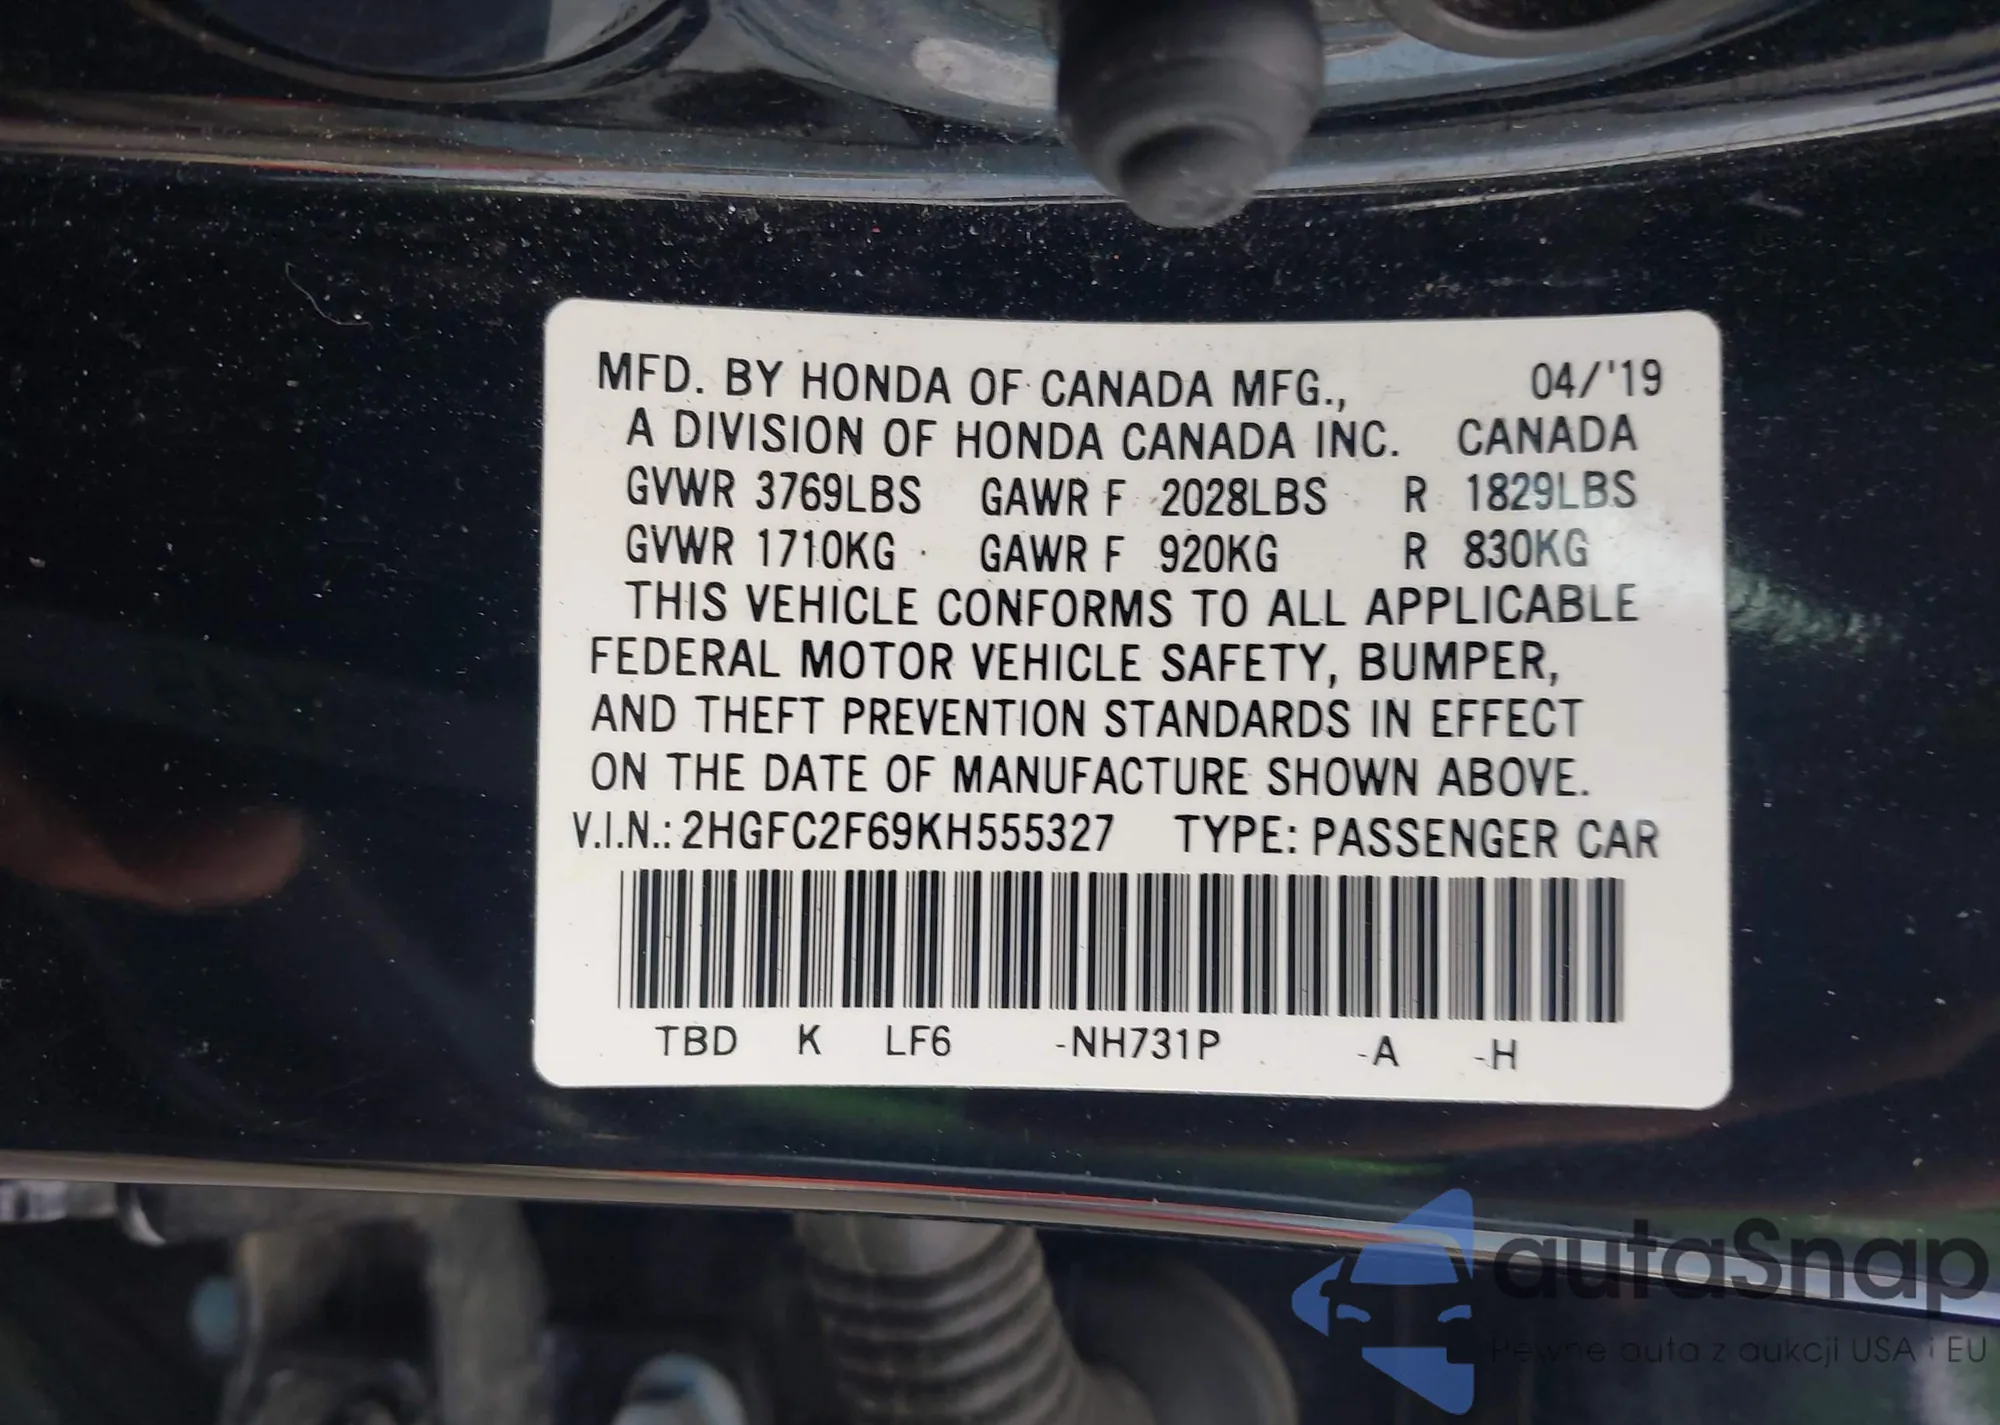 MFD. BY HONDA OF CANADA MFG., 04/'19
A DIVISION OF HONDA CANADA INC. CANADA
GVWR 3769LBS GAWR F 2028LBS R 1829LBS
GVWR 1710KG GAWR F 920KG R 830KG
THIS VEHICLE CONFORMS TO ALL APPLICABLE
FEDERAL MOTOR VEHICLE SAFETY, BUMPER,
AND THEFT PREVENTION STANDARDS IN EFFECT
ON THE DATE OF MANUFACTURE SHOWN ABOVE.
V.I.N.: 2HGFC2F69KH555327 TYPE: PASSENGER CAR
TBD K LF6 -NH731P -A -H
autaSnap
Pewne auta z aukcji USA i EU